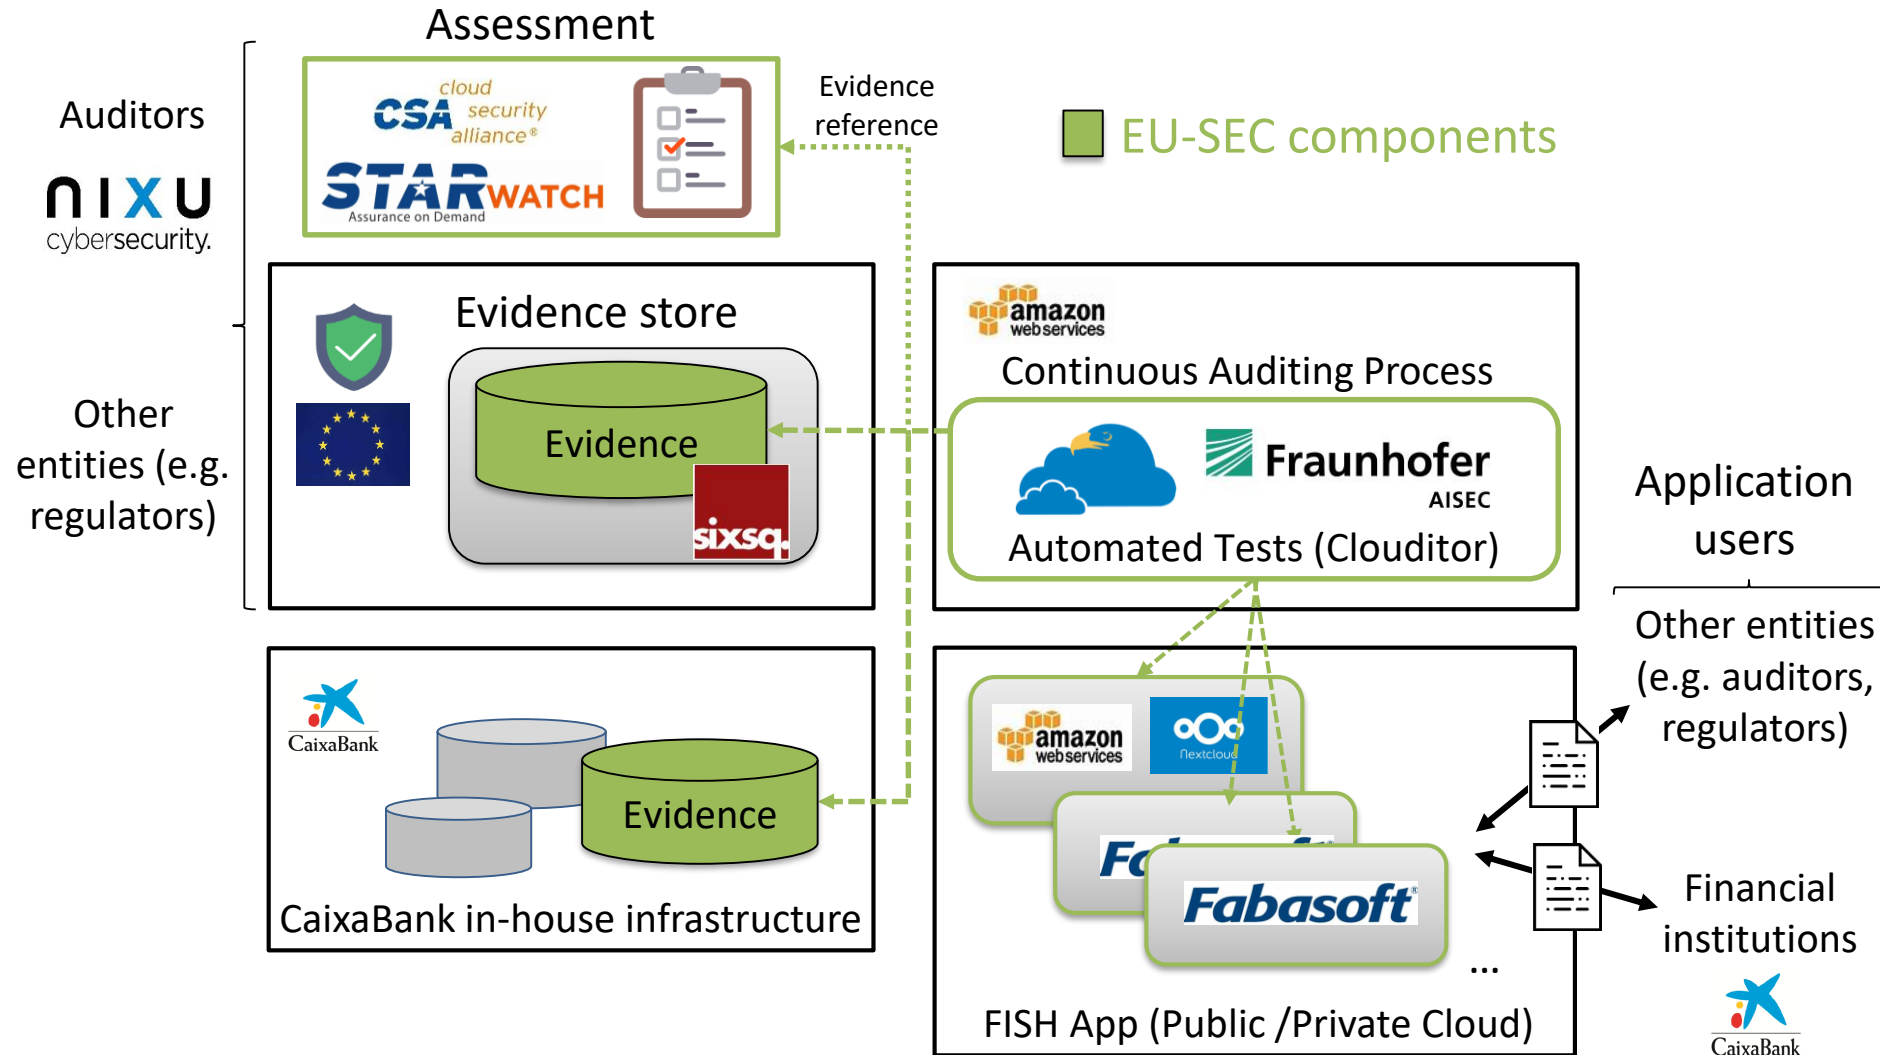 Assessment
Auditors
NIXU
cybersecurity.
cloud
CSA security
alliance®
STARWATCH
Assurance on Demand
Evidence
reference
EU-SEC components
Evidence store
Evidence
sixsq.
Other
entities (e.g.
regulators)
amazon
web services
Continuous Auditing Process
Fraunhofer
AISEC
Automated Tests (Clouditor)
Application
users
Other entities
(e.g. auditors,
regulators)
CaixaBank
Evidence
CaixaBank in-house infrastructure
amazon
web services
Nextcloud
Fabasoft®
...
FISH App (Public /Private Cloud)
Financial
institutions
CaixaBank